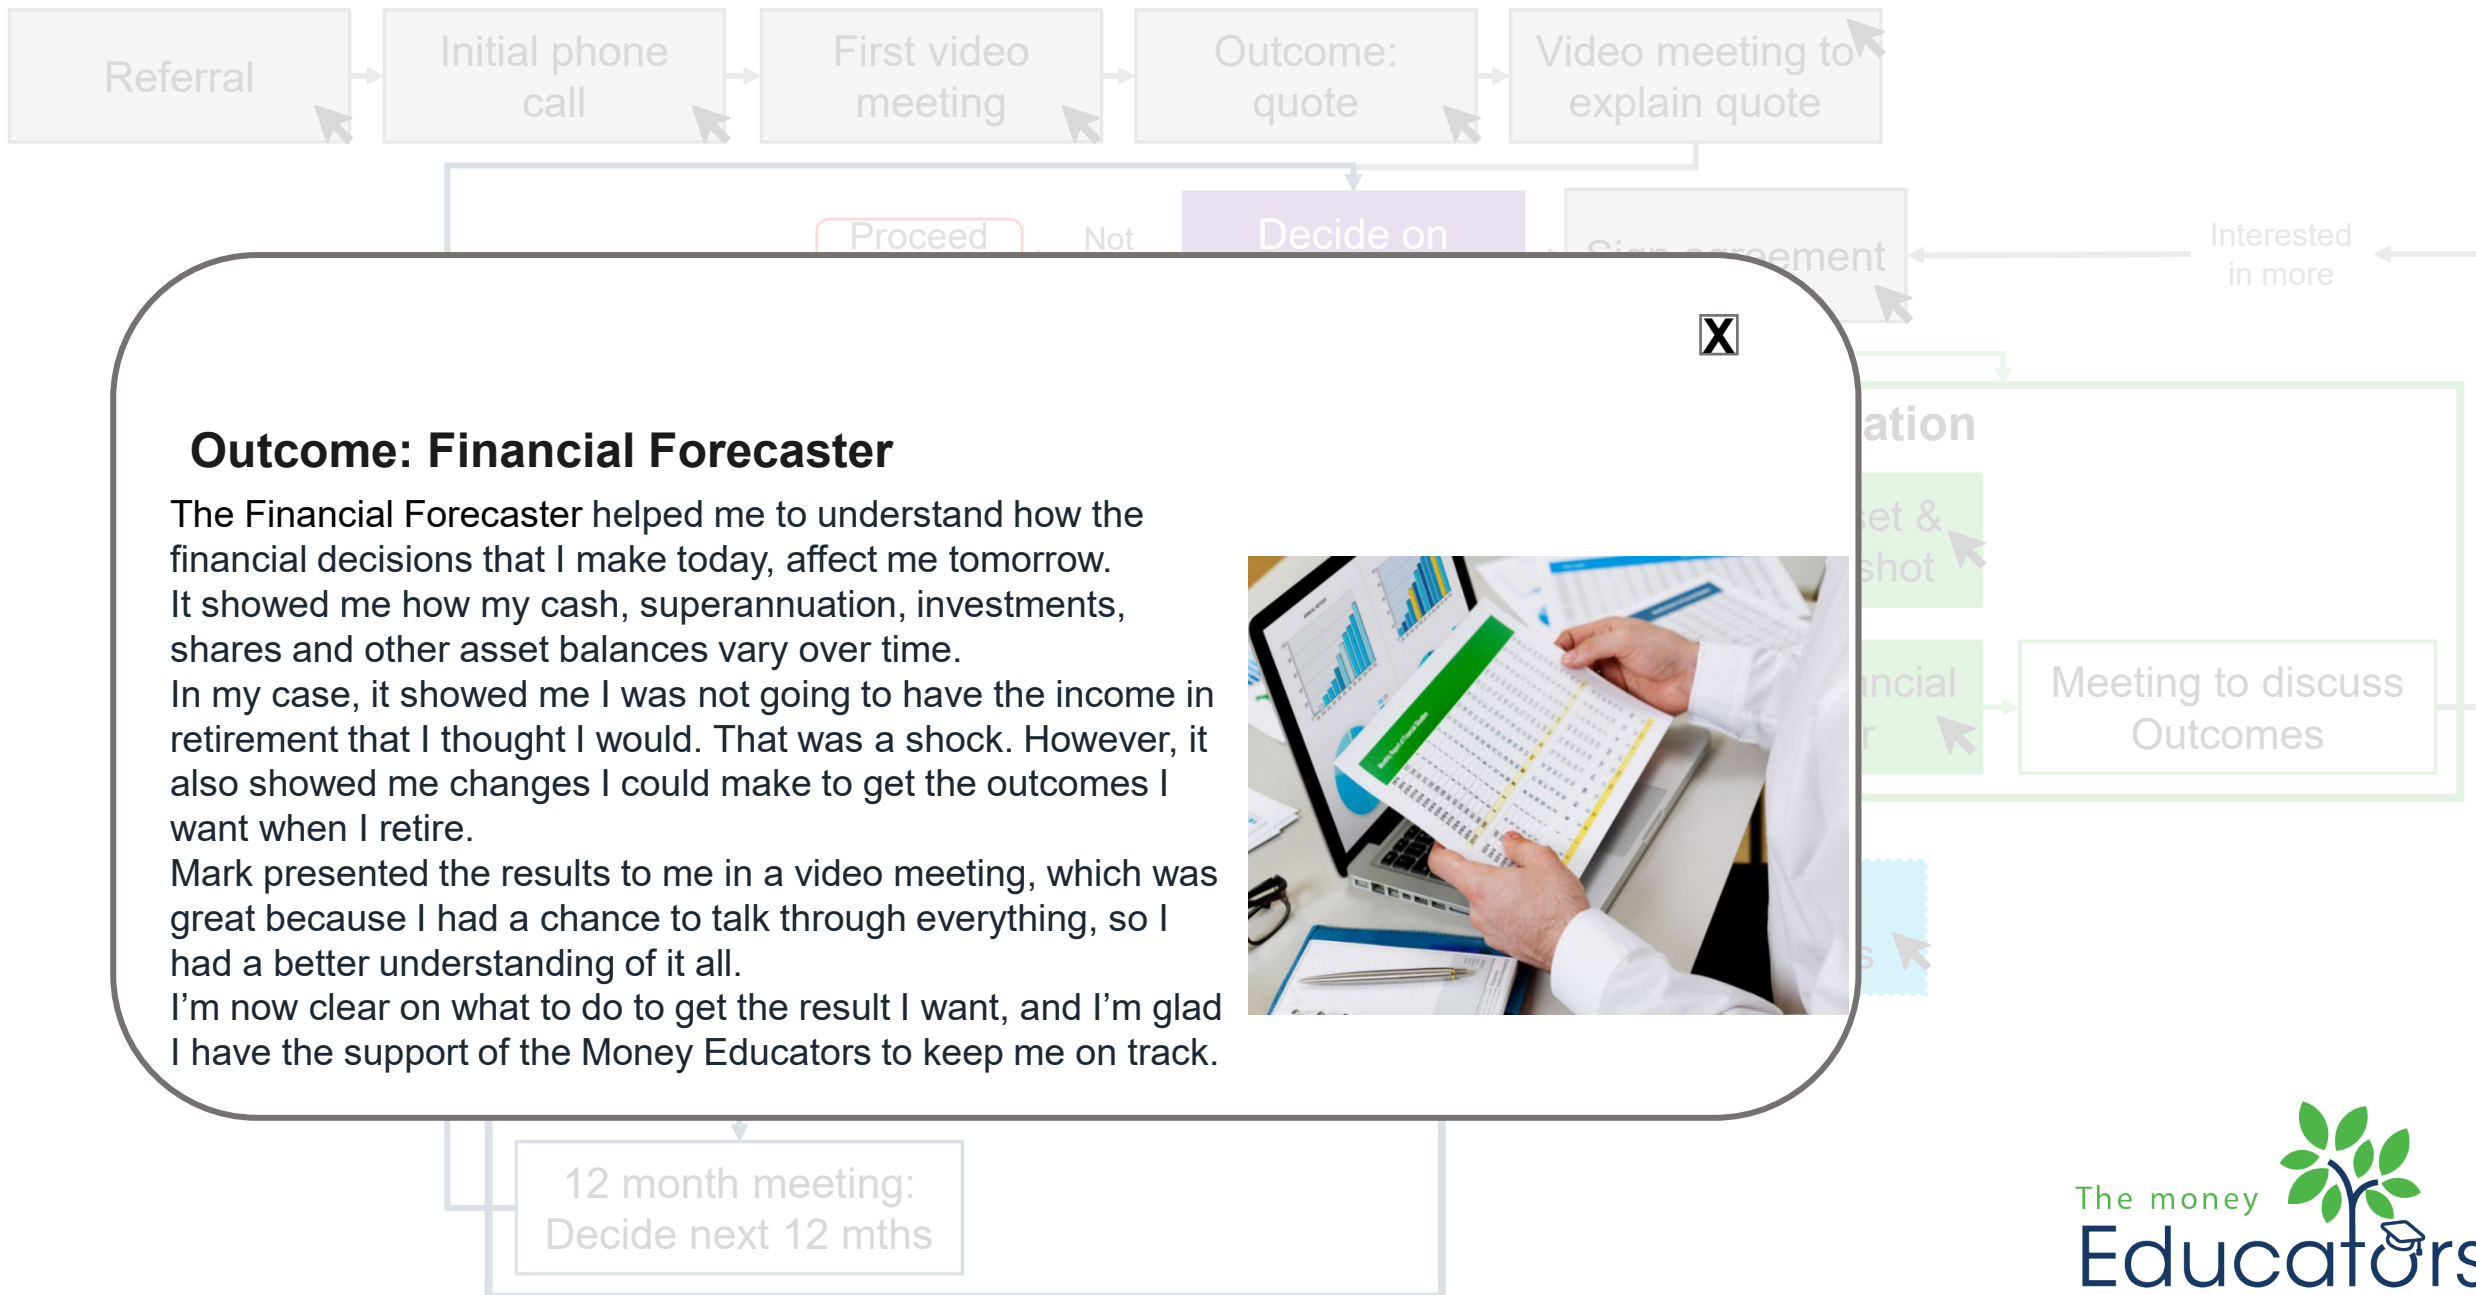 Referral
Initial phone
call
First video
meeting
Outcome:
quote
Video meeting to
explain quote
Proceed
Not
Decide on
Sign agreement
Interested
in more
X
Outcome: Financial Forecaster
The Financial Forecaster helped me to understand how the
financial decisions that I make today, affect me tomorrow.
It showed me how my cash, superannuation, investments,
shares and other asset balances vary over time.
In my case, it showed me I was not going to have the income in
retirement that I thought I would. That was a shock. However, it
also showed me changes I could make to get the outcomes I
want when I retire.
Mark presented the results to me in a video meeting, which was
great because I had a chance to talk through everything, so I
had a better understanding of it all.
I’m now clear on what to do to get the result I want, and I’m glad
I have the support of the Money Educators to keep me on track.
ation
set &
shot
ancial
r
Meeting to discuss
Outcomes
s
12 month meeting:
Decide next 12 mths
The money
Educators